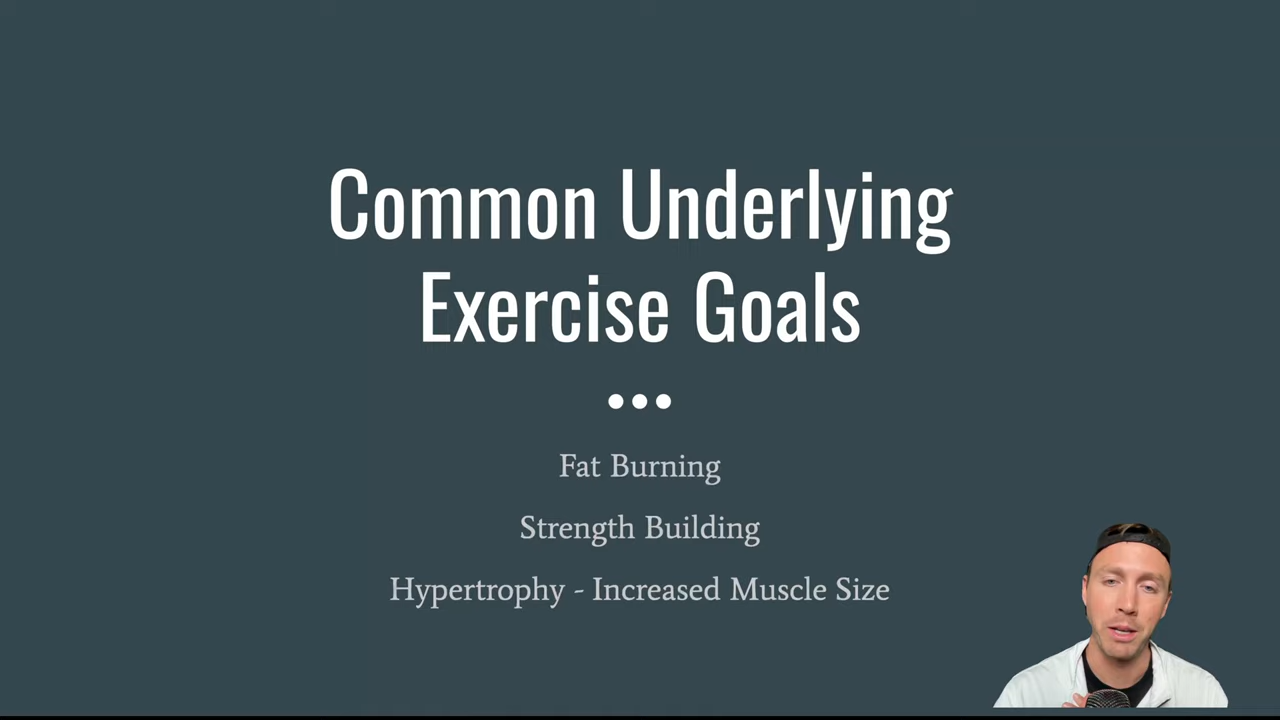 Common Underlying
Exercise Goals
Fat Burning
Strength Building
Hypertrophy - Increased Muscle Size